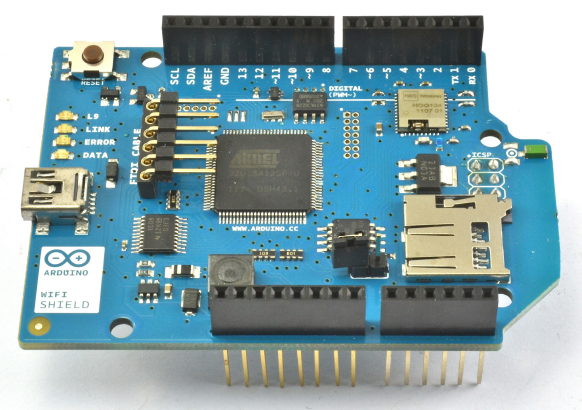 RESET
SCL
SDA
AREF
GND
13
12
~11
~10
~9
8
7
~6
~5
4
~3
2
TX 1
RX 0
DIGITAL
(PWM~)
L9
LINK
ERROR
DATA
FTDI CABLE
ATMEL
ICSP
WWW.ARDUINO.CC
ARDUINO
WIFI
SHIELD